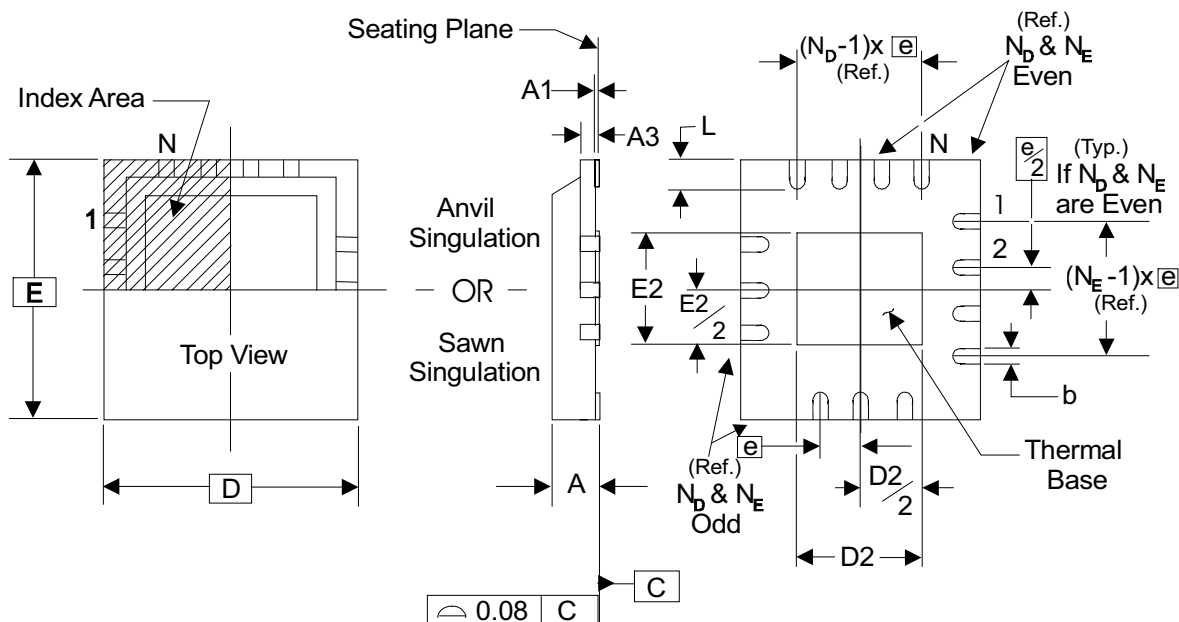 Seating Plane
Index Area
N
1
E
Top View
D
A1
A3
L
Anvil
Singulation
OR
Sawn
Singulation
A
C
0.08 C
(N_D-1)x e
(Ref.)
(Ref.)
N_D & N_E
Even
N
e/2
(Typ.)
If N_D & N_E
are Even
1
2
(N_E-1)x e
(Ref.)
E2
E2/2
b
e
(Ref.)
N_D & N_E
Odd
D2/2
D2
Thermal
Base